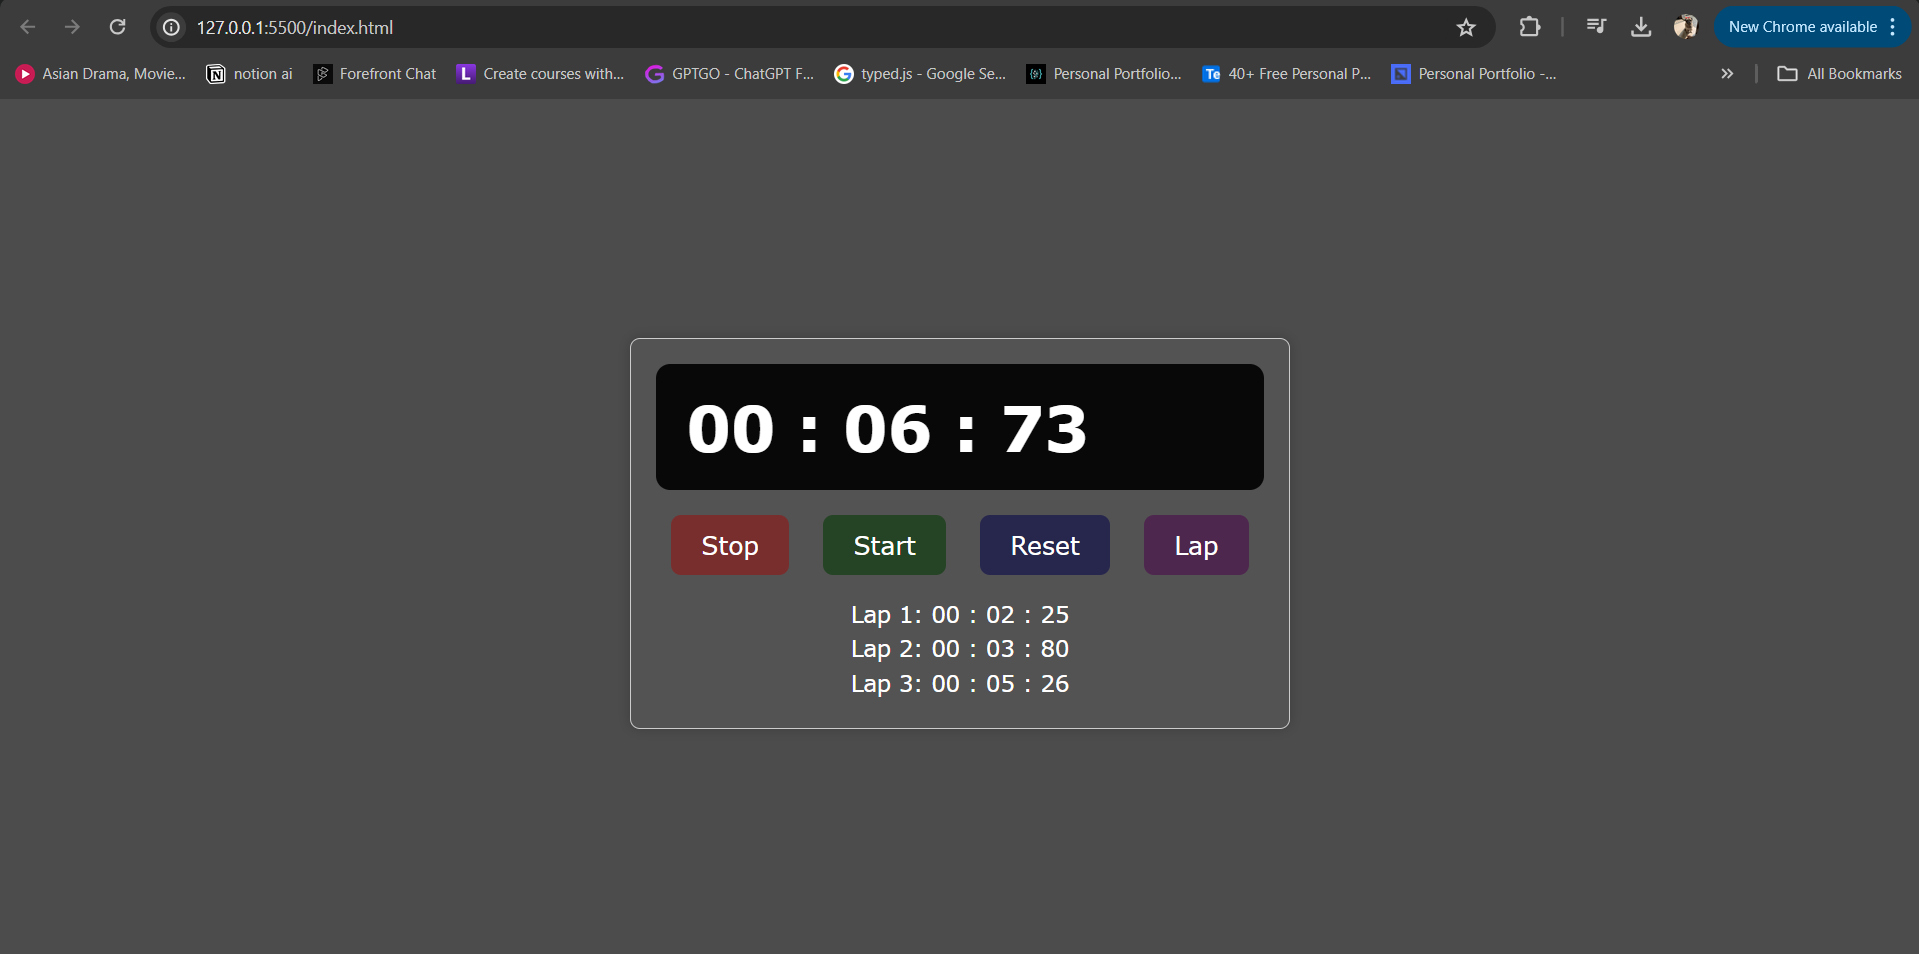 127.0.0.1:5500/index.html
New Chrome available
Asian Drama, Movie...
notion ai
Forefront Chat
L
Create courses with...
GPTGO - ChatGPT F...
typed.js - Google Se...
Personal Portfolio...
Te
40+ Free Personal P...
Personal Portfolio -...
All Bookmarks
00 : 06 : 73
Stop
Start
Reset
Lap
Lap 1: 00 : 02 : 25
Lap 2: 00 : 03 : 80
Lap 3: 00 : 05 : 26